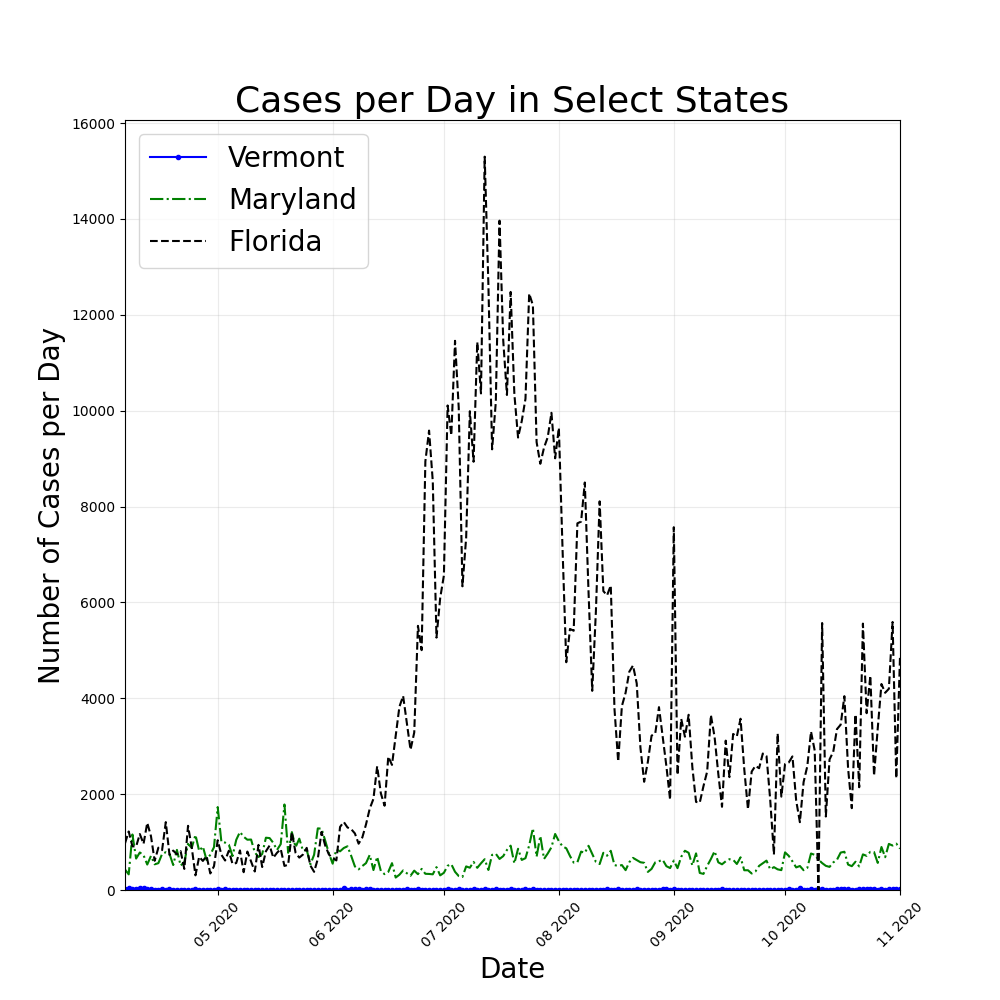 Cases per Day in Select States
Vermont
Maryland
Florida
Number of Cases per Day
16000
14000
12000
10000
8000
6000
4000
2000
0
05 2020
06 2020
07 2020
08 2020
09 2020
10 2020
11 2020
Date